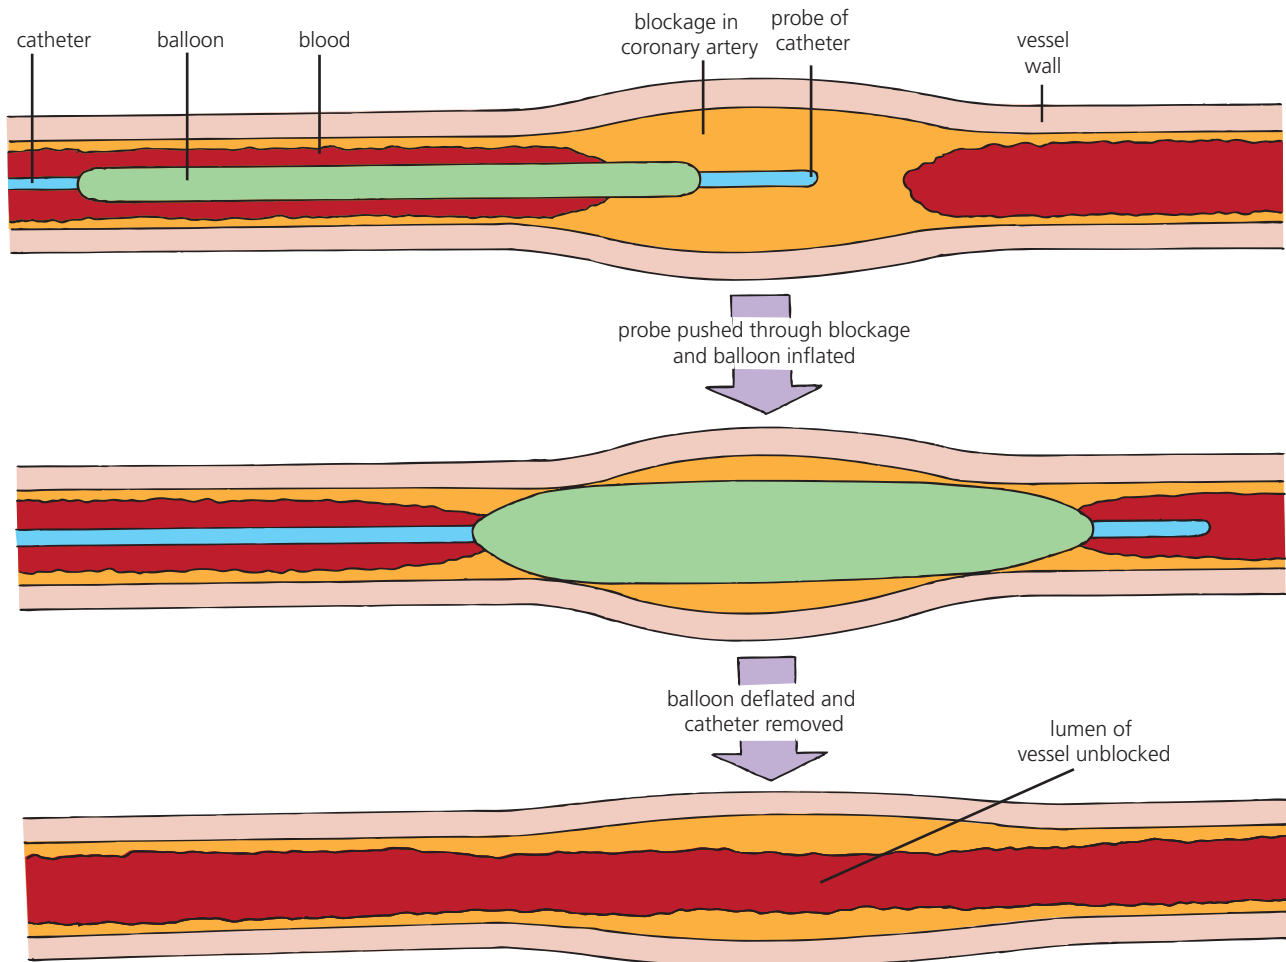 catheter
balloon
blood
blockage in
coronary artery
probe of
catheter
vessel
wall
probe pushed through blockage
and balloon inflated
balloon deflated and
catheter removed
lumen of
vessel unblocked